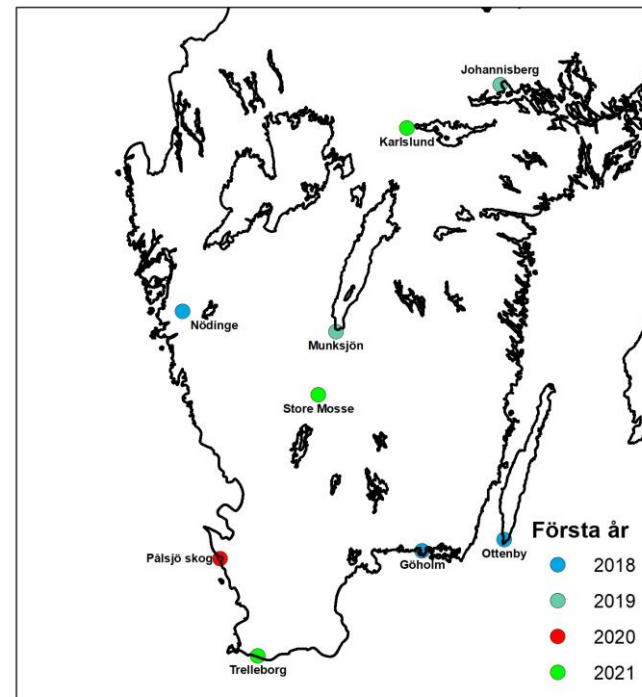 Johannisberg
Karlslund
Nödinge
Munksjön
Store Mosse
Pålsjö skog
Göholm
Ottenby
Trelleborg
Första år
2018
2019
2020
2021